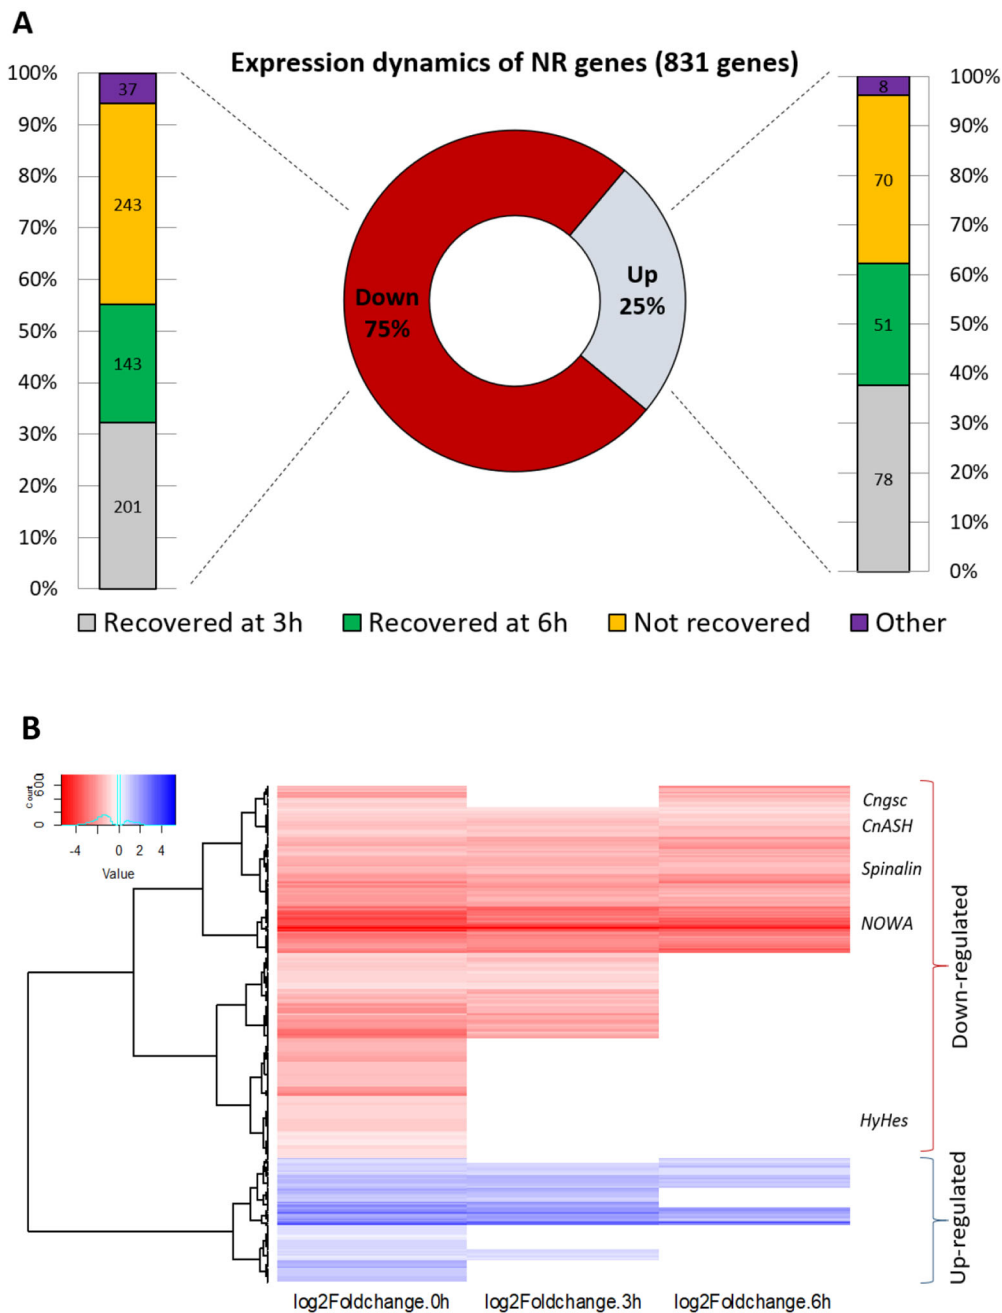 A
Expression dynamics of NR genes (831 genes)
100%
90%
80%
70%
60%
50%
40%
30%
20%
10%
0%
37
243
143
201
Down
75%
Up
25%
8
70
51
78
100%
90%
80%
70%
60%
50%
40%
30%
20%
10%
0%
Recovered at 3h
Recovered at 6h
Not recovered
Other
B
Count
0 600
-4 0 2 4
Value
Cngsc
CnASH
Spinalin
NOWA
HyHes
Down-regulated
Up-regulated
log2Foldchange.0h
log2Foldchange.3h
log2Foldchange.6h